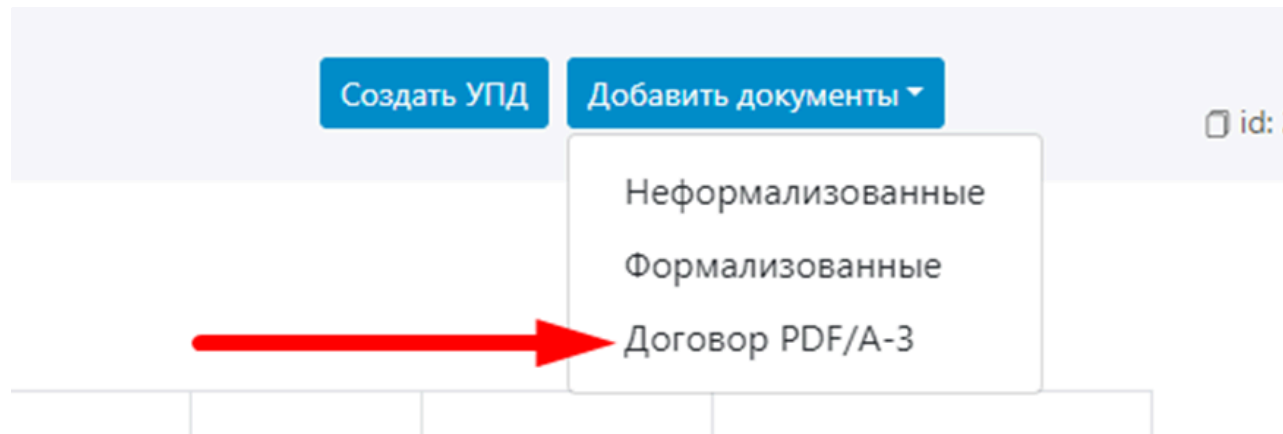 Создать УПД
Добавить документы
id:
Неформализованные
Формализованные
Договор PDF/A-3